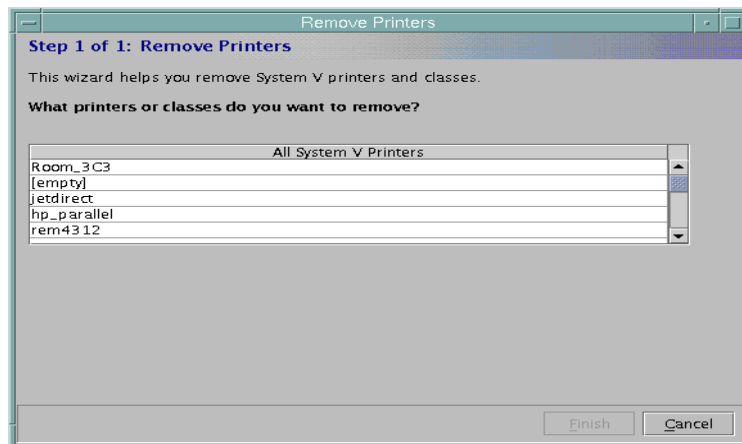 Remove Printers
Step 1 of 1: Remove Printers
This wizard helps you remove System V printers and classes.
What printers or classes do you want to remove?
All System V Printers
Room_3C3
[empty]
jetdirect
hp_parallel
rem4312
Finish
Cancel